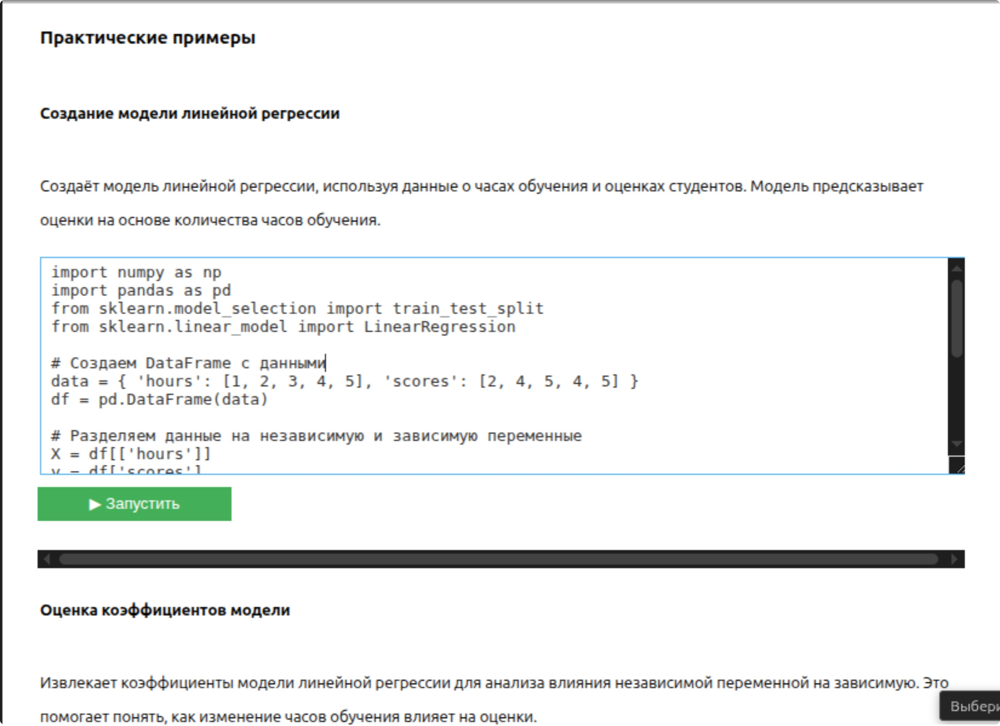 Практические примеры
Создание модели линейной регрессии
Создаёт модель линейной регрессии, используя данные о часах обучения и оценках студентов. Модель предсказывает
оценки на основе количества часов обучения.
import numpy as np
import pandas as pd
from sklearn.model_selection import train_test_split
from sklearn.linear_model import LinearRegression
# Создаем DataFrame с данными
data = { 'hours': [1, 2, 3, 4, 5], 'scores': [2, 4, 5, 4, 5] }
df = pd.DataFrame(data)
# Разделяем данные на независимую и зависимую переменные
X = df[['hours']]
y = df['scores']
▶ Запустить
Оценка коэффициентов модели
Извлекает коэффициенты модели линейной регрессии для анализа влияния независимой переменной на зависимую. Это
помогает понять, как изменение часов обучения влияет на оценки.